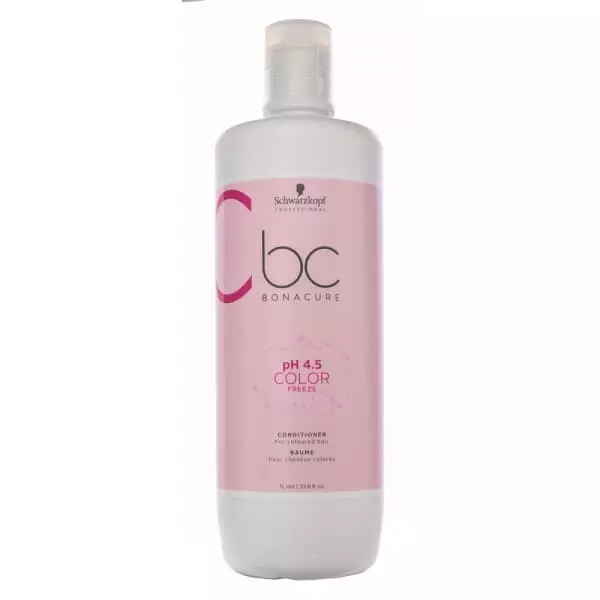 Schwarzkopf
PROFESSIONAL
bc
BONACURE
pH 4.5
COLOR
FREEZE
CONDITIONER
For coloured hair
BAUME
Pour cheveux colorés